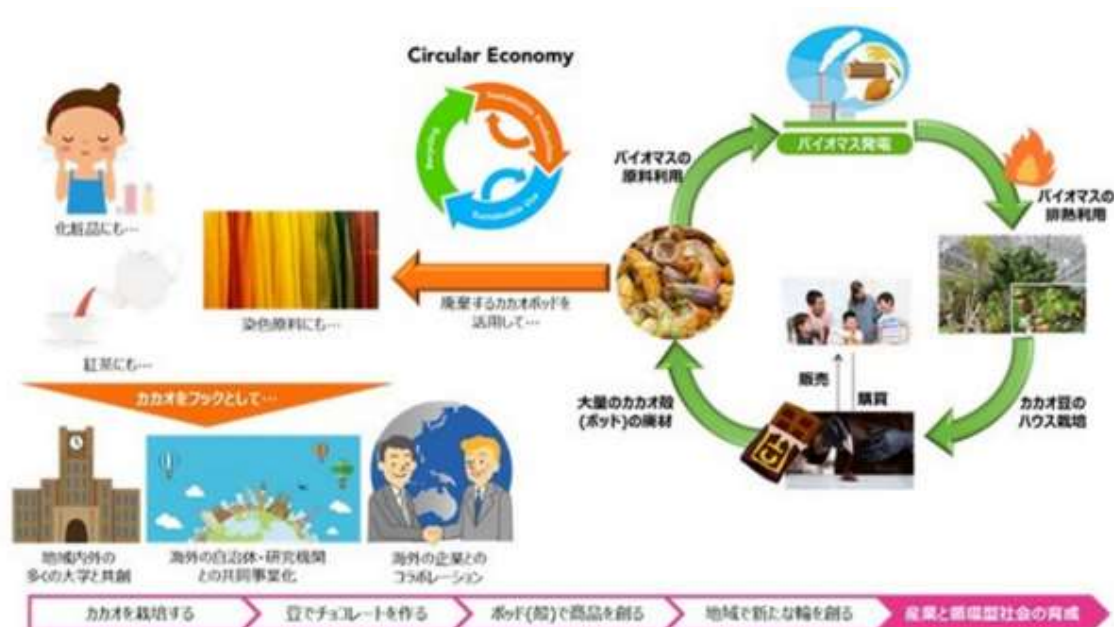 Circular Economy
Recycling
Sustainable Use
バイオマス発電
バイオマスの
原料利用
バイオマスの
排熱利用
化粧品にも…
染色原料にも…
廃棄するカカオポッドを
活用して…
紅茶にも…
販売
購買
大量のカカオ殻
(ポッド)の廃材
カカオ豆の
ハウス栽培
カカオをフックとして…
地域内外の
多くの大学と共創
海外の自治体・研究機関
との共同事業化
海外の企業との
コラボレーション
カカオを栽培する
豆でチョコレートを作る
ポッド(殻)で商品を創る
地域で新たな輪を創る
産業と循環型社会の育成